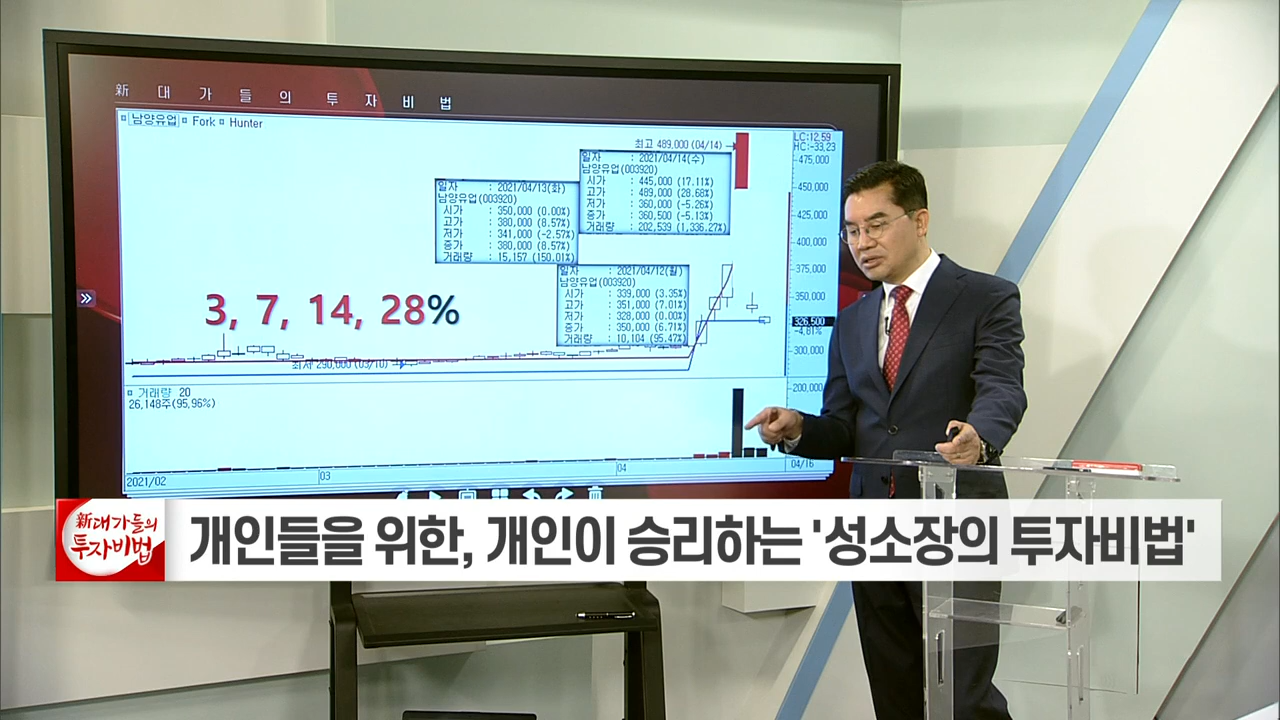 新 대 가 들 의 투 자 비 법
남양유업 Fork Hunter
LC:12,59
HC:-33,23
최고 489,000 (04/14)
475,000
450,000
425,000
400,000
375,000
350,000
326,500
-4,81%
300,000
일자 : 2021/04/14(수)
남양유업(003920)
시가 : 445,000 (17.11%)
고가 : 489,000 (28.68%)
저가 : 360,000 (-5.26%)
종가 : 360,500 (-5.13%)
거래량 : 202,539 (1,336.27%)
일자 : 2021/04/13(화)
남양유업(003920)
시가 : 350,000 (0.00%)
고가 : 380,000 (8.57%)
저가 : 341,000 (-2.57%)
종가 : 380,000 (8.57%)
거래량 : 15,157 (150.01%)
일자 : 2021/04/12(월)
남양유업(003920)
시가 : 339,000 (3.35%)
고가 : 351,000 (7.01%)
저가 : 328,000 (0.00%)
종가 : 350,000 (6.71%)
거래량 : 10,104 (95.47%)
3, 7, 14, 28%
최저 290,000 (03/10)
거래량 20
26,148주(95,96%)
200,000
2021/02 03 04 04/16
新대가들의
투자비법
개인들을 위한, 개인이 승리하는 '성소장의 투자비법'